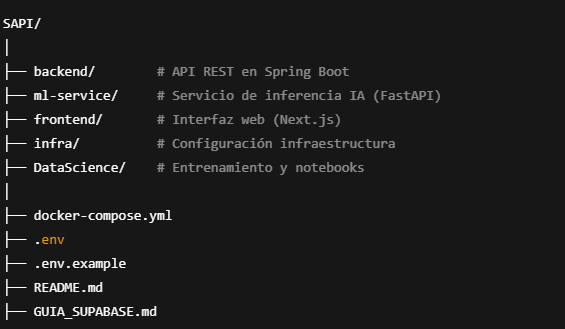 SAPI/
│
├── backend/        # API REST en Spring Boot
├── ml-service/     # Servicio de inferencia IA (FastAPI)
├── frontend/       # Interfaz web (Next.js)
├── infra/          # Configuración infraestructura
├── DataScience/    # Entrenamiento y notebooks
│
├── docker-compose.yml
├── .env
├── .env.example
├── README.md
├── GUIA_SUPABASE.md